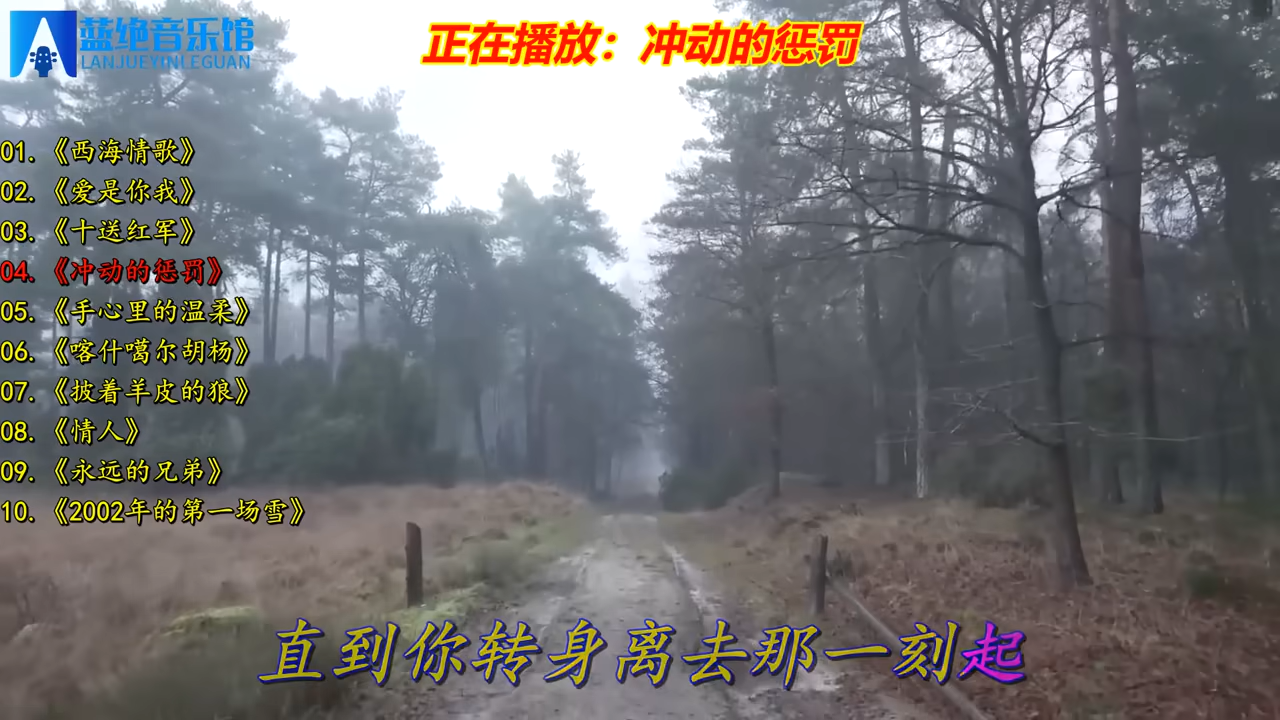 蓝绝音乐馆
LANJUEYINLEGUAN
正在播放：冲动的惩罚
01.《西海情歌》
02.《爱是你我》
03.《十送红军》
04.《冲动的惩罚》
05.《手心里的温柔》
06.《喀什噶尔胡杨》
07.《披着羊皮的狼》
08.《情人》
09.《永远的兄弟》
10.《2002年的第一场雪》
直到你转身离去那一刻起